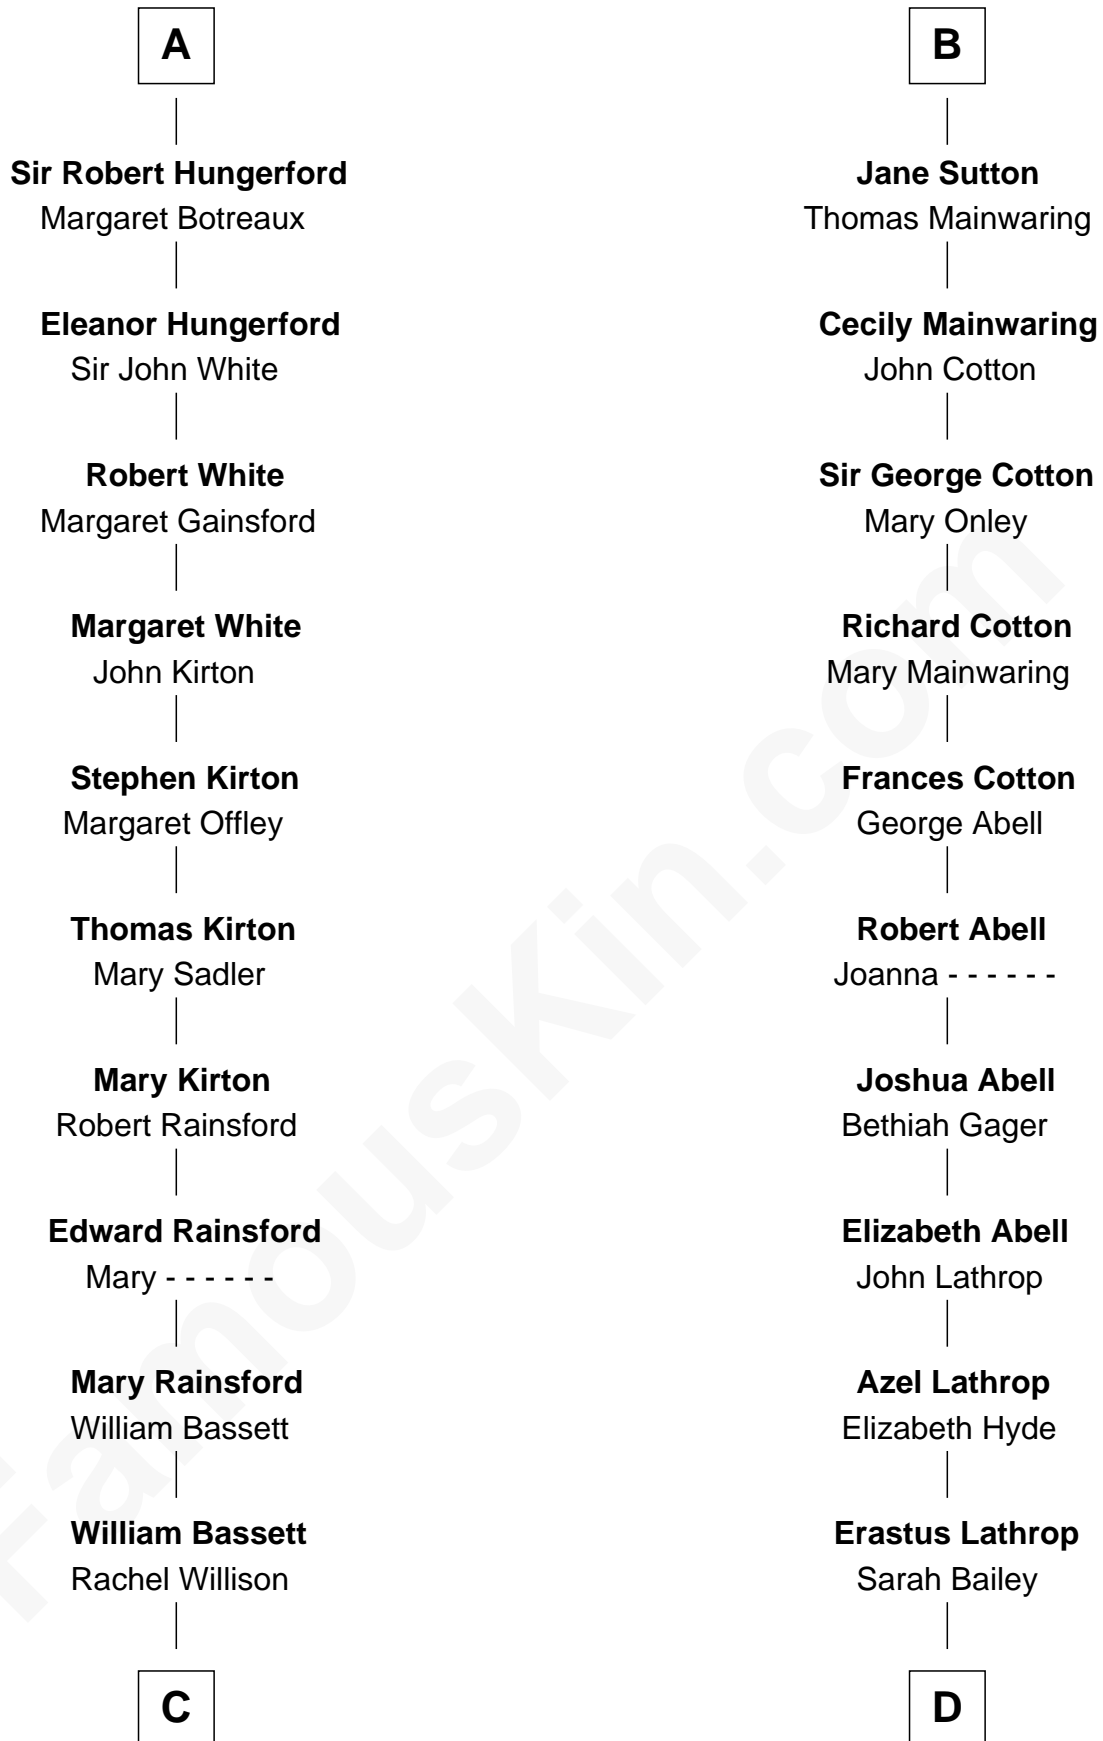 A
Sir Robert Hungerford
Margaret Botreaux
Eleanor Hungerford
Sir John White
Robert White
Margaret Gainsford
Margaret White
John Kirton
Stephen Kirton
Margaret Offley
Thomas Kirton
Mary Sadler
Mary Kirton
Robert Rainsford
Edward Rainsford
Mary - - - - - -
Mary Rainsford
William Bassett
William Bassett
Rachel Willison
C
B
Jane Sutton
Thomas Mainwaring
Cecily Mainwaring
John Cotton
Sir George Cotton
Mary Onley
Richard Cotton
Mary Mainwaring
Frances Cotton
George Abell
Robert Abell
Joanna - - - - - -
Joshua Abell
Bethiah Gager
Elizabeth Abell
John Lathrop
Azel Lathrop
Elizabeth Hyde
Erastus Lathrop
Sarah Bailey
D
FamousKin.com